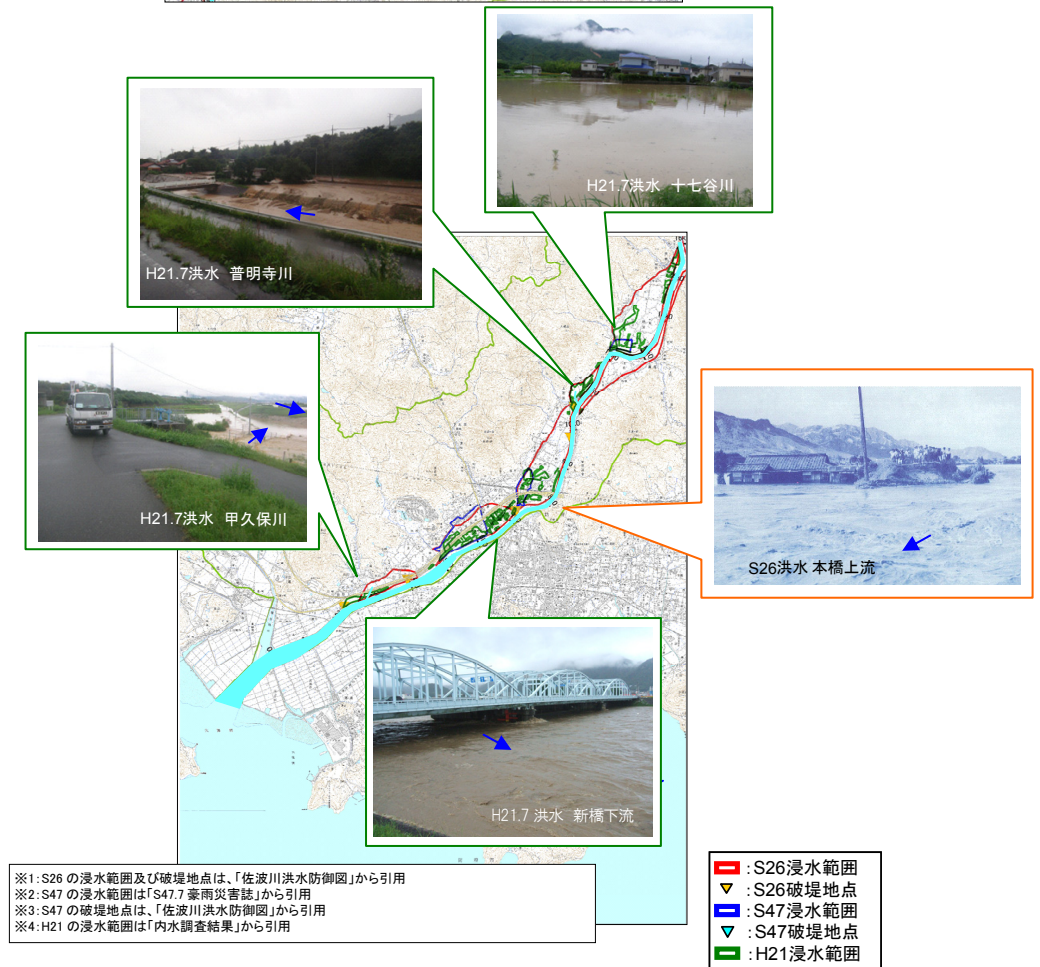 H21.7洪水 十七谷川
H21.7洪水 普明寺川
H21.7洪水 甲久保川
S26洪水 本橋上流
H21.7 洪水 新橋下流
※1:S26 の浸水範囲及び破堤地点は、「佐波川洪水防御図」から引用
※2:S47 の浸水範囲は「S47.7 豪雨災害誌」から引用
※3:S47 の破堤地点は、「佐波川洪水防御図」から引用
※4:H21 の浸水範囲は「内水調査結果」から引用
:S26浸水範囲
:S26破堤地点
:S47浸水範囲
:S47破堤地点
:H21浸水範囲